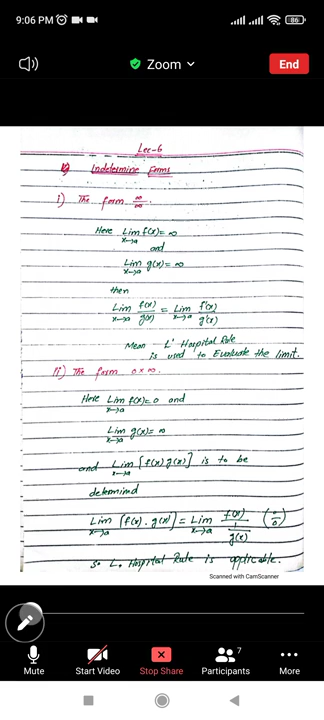 9:06 PM
86
Zoom
End
Lec-6
Indetermine Forms
i) The form ∞/∞
Here Lim x→a f(x) = ∞
and
Lim x→a g(x) = ∞
then
Lim x→a f(x)/g(x) = Lim x→a f'(x)/g'(x)
Mean L' Hospital Rule
is used to Evaluate the limit.
ii) The form 0×∞.
Here Lim x→a f(x) = 0 and
Lim x→a g(x) = ∞
and Lim x→a [f(x) g(x)] is to be
determind
Lim x→a [f(x) . g(x)] = Lim x→a f(x)/(1/g(x)) (0/0)
So L. Hospital Rule is applicable.
Scanned with CamScanner
7
Mute Start Video Stop Share Participants More